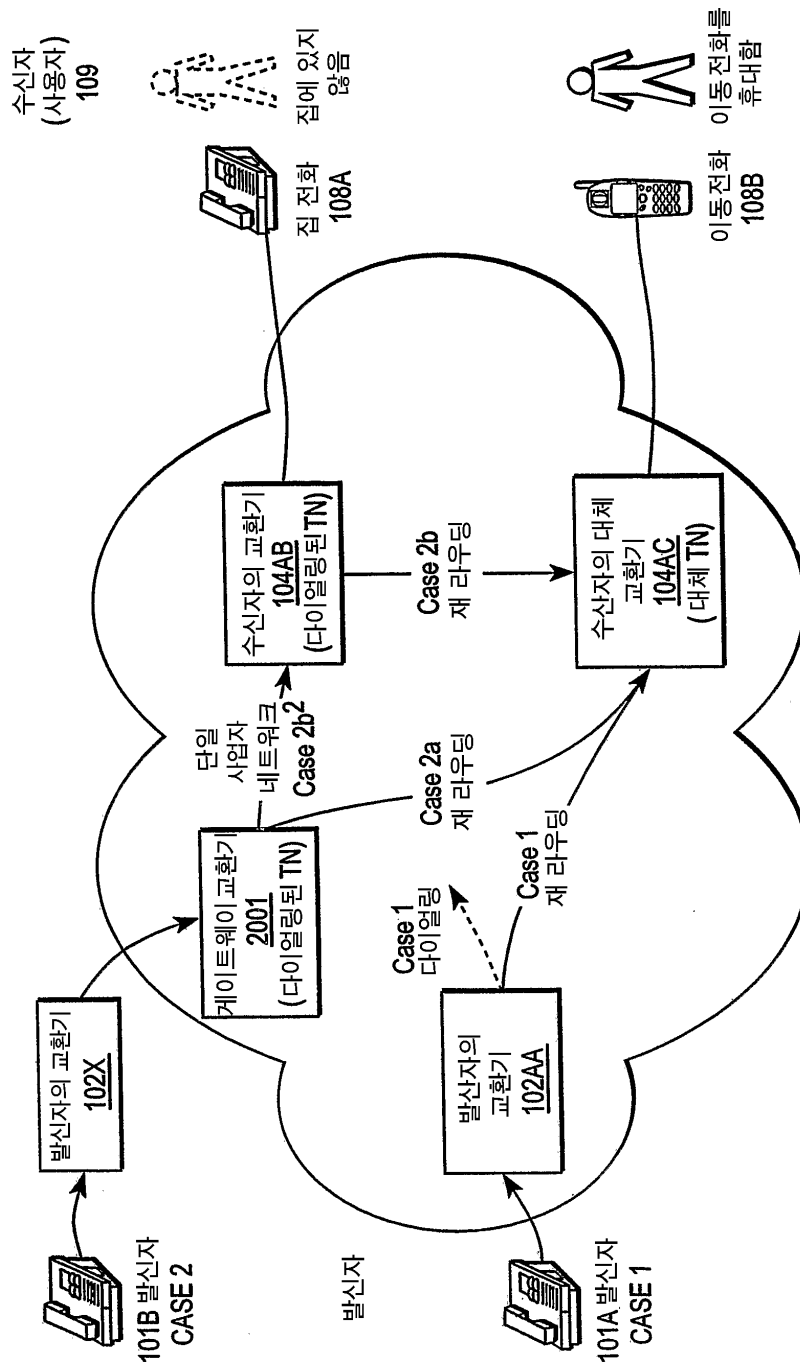 수신자
(사용자)
109
집에 있지
않음
집 전화
108A
이동전화를
휴대함
이동전화
108B
수신자의 교환기
104AB
(다이얼링된 TN)
Case 2b
재 라우팅
수산자의 대체
교환기
104AC
( 대체 TN)
단일
사업자
네트워크
Case 2b²
Case 2a
재 라우딩
Case 1
재 라우딩
게이트웨이 교환기
2001
(다이얼링된 TN)
Case 1
다이얼링
발신자의 교환기
102X
발산자의
교환기
102AA
101B 발신자
CASE 2
발신자
101A 발신자
CASE 1